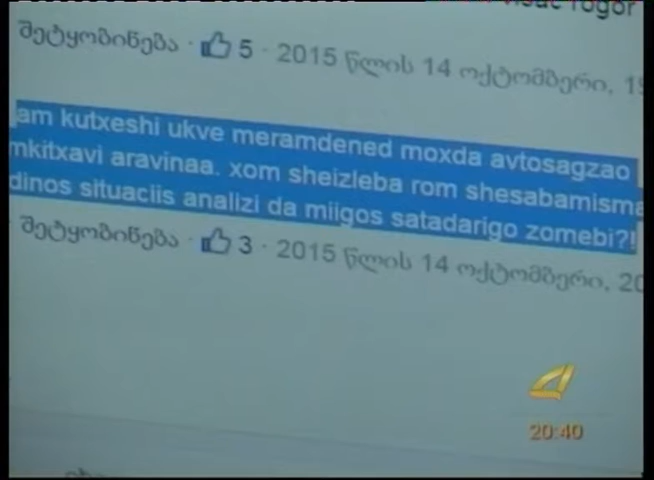 rogor
შეტყობინება · 5 · 2015 წლის 14 ოქტომბერი,
am kutxeshi ukve meramdened moxda avtosagzao
mkitxavi aravinaa. xom sheizleba rom shesabamisma
dinos situaciis analizi da miigos satadarigo zomebi?!
შეტყობინება · 3 · 2015 წლის 14 ოქტომბერი,
20:40